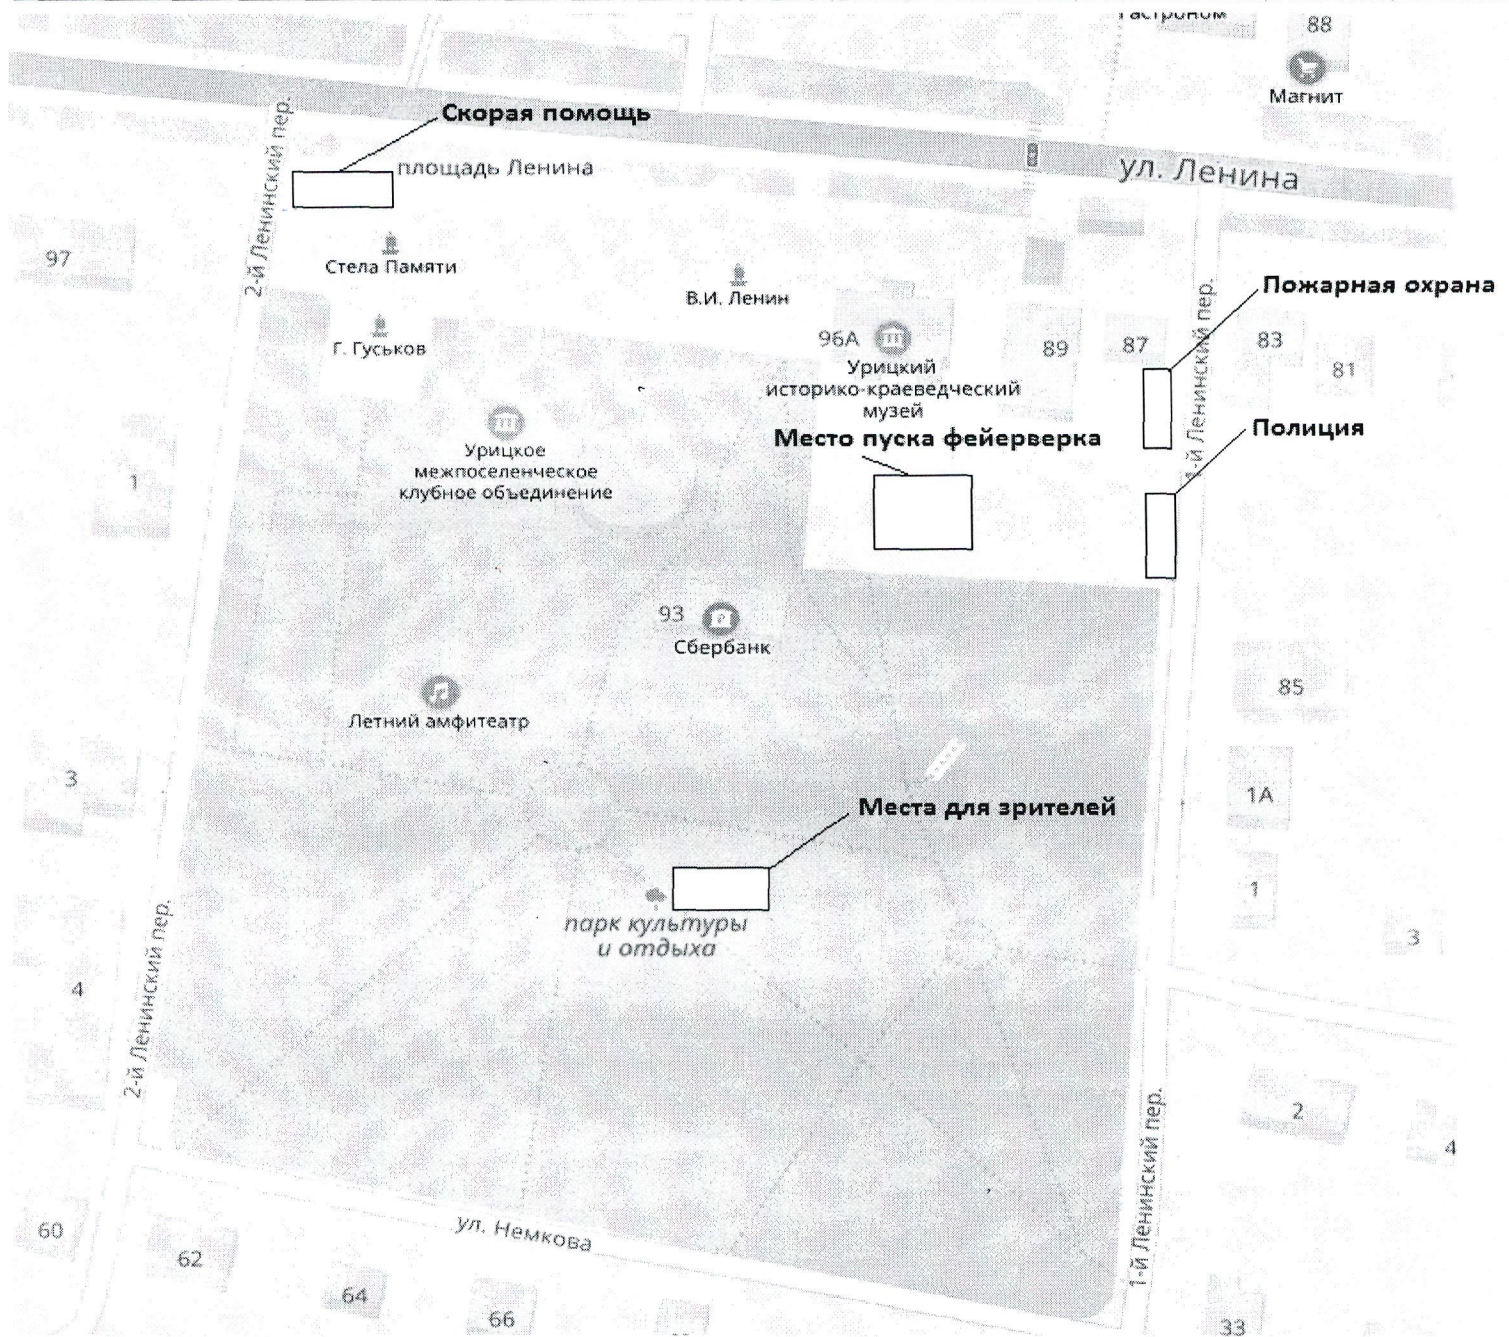 Гастроном
88
Магнит
Скорая помощь
площадь Ленина
ул. Ленина
2-й Ленинский пер.
97
Стела Памяти
В.И. Ленин
Г. Гуськов
Пожарная охрана
1-й Ленинский пер.
96А
Урицкий
историко-краеведческий
музей
89
87
83
81
Полиция
Место пуска фейерверка
Урицкое
межпоселенческое
клубное объединение
1
93
Сбербанк
Летний амфитеатр
85
3
1А
Места для зрителей
1
парк культуры
и отдыха
3
4
2-й Ленинский пер.
2
4
1-й Ленинский пер.
ул. Немкова
60
62
64
66
33